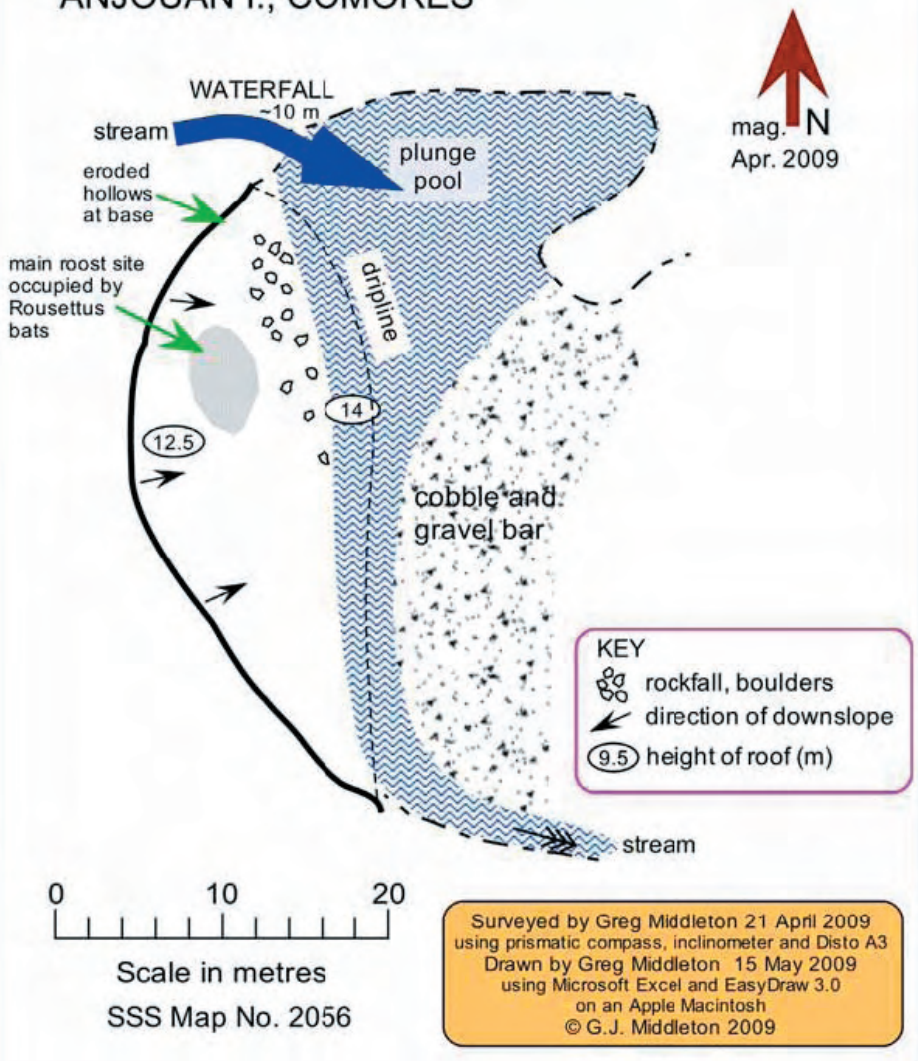 ANJOUAN I., COMORES
WATERFALL
~10 m
stream
plunge
pool
mag. N
Apr. 2009
eroded
hollows
at base
main roost site
occupied by
Rousettus
bats
dripline
14
12.5
cobble and
gravel bar
KEY
rockfall, boulders
direction of downslope
9.5 height of roof (m)
stream
0 10 20
Scale in metres
SSS Map No. 2056
Surveyed by Greg Middleton 21 April 2009
using prismatic compass, inclinometer and Disto A3
Drawn by Greg Middleton 15 May 2009
using Microsoft Excel and EasyDraw 3.0
on an Apple Macintosh
© G.J. Middleton 2009